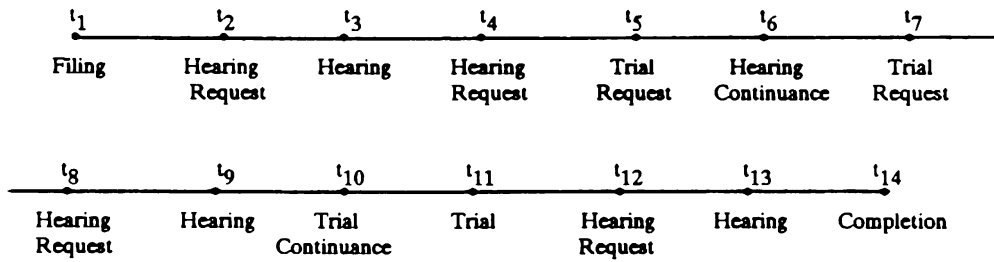 t1 t2 t3 t4 t5 t6 t7
Filing Hearing Hearing Hearing Trial Hearing Trial
Request Request Request Continuance Request
t8 t9 t10 t11 t12 t13 t14
Hearing Hearing Trial Trial Hearing Hearing Completion
Request Continuance Request